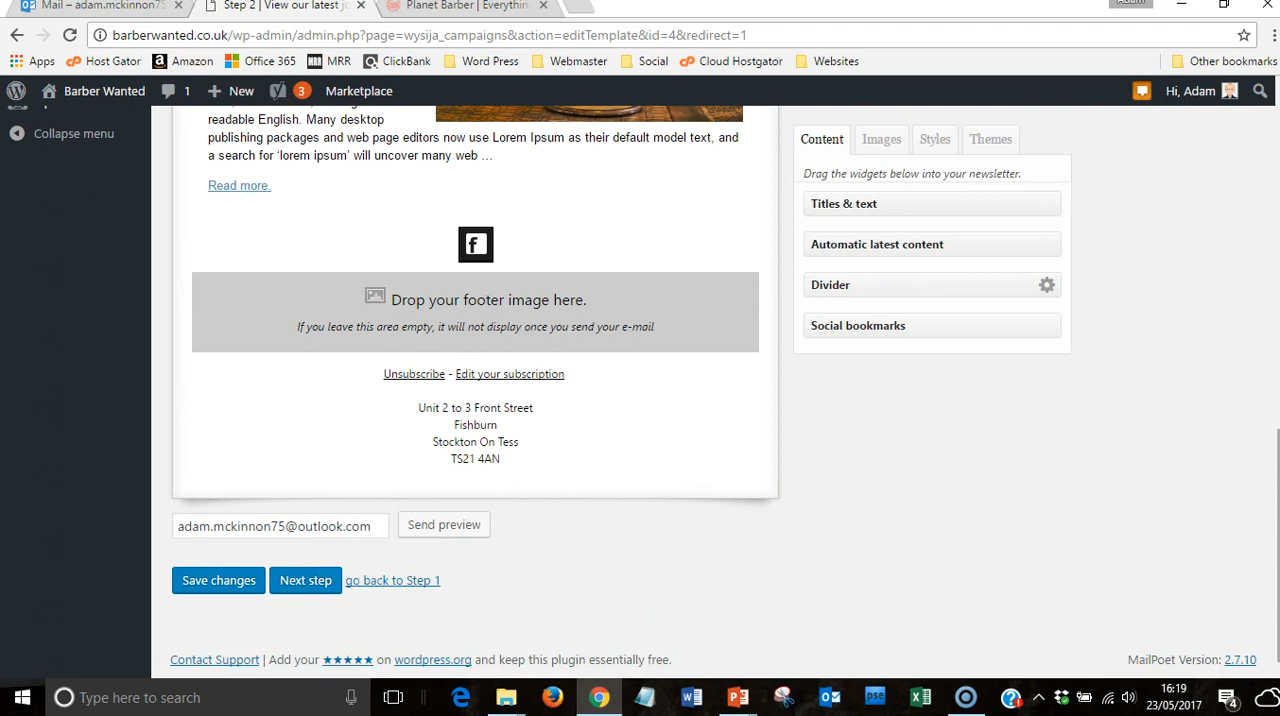 Mail – adam.mckinnon75
Step 2 | View our latest jo
Planet Barber | Everythin
Adam
barberwanted.co.uk/wp-admin/admin.php?page=wysija_campaigns&action=editTemplate&id=4&redirect=1
Apps
Host Gator
Amazon
Office 365
MRR
MRR
ClickBank
Word Press
Webmaster
Social
Cloud Hostgator
Websites
Other bookmarks
Barber Wanted
1
New
3
Marketplace
Hi, Adam
Collapse menu
readable English. Many desktop
publishing packages and web page editors now use Lorem Ipsum as their default model text, and
a search for ‘lorem ipsum’ will uncover many web …
Read more.
f
Drop your footer image here.
If you leave this area empty, it will not display once you send your e-mail
Unsubscribe - Edit your subscription
Unit 2 to 3 Front Street
Fishburn
Stockton On Tess
TS21 4AN
Content
Images
Styles
Themes
Drag the widgets below into your newsletter.
Titles & text
Automatic latest content
Divider
Social bookmarks
adam.mckinnon75@outlook.com
Send preview
Save changes
Next step
go back to Step 1
Contact Support | Add your ★★★★★ on wordpress.org and keep this plugin essentially free.
MailPoet Version: 2.7.10
Type here to search
pse
16:19
23/05/2017
4